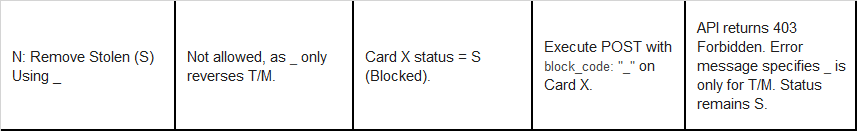 N: Remove Stolen (S)
Using _
Not allowed, as _ only
reverses T/M.
Card X status = S
(Blocked).
Execute POST with
block_code: "_" on
Card X.
API returns 403
Forbidden. Error
message specifies _ is
only for T/M. Status
remains S.